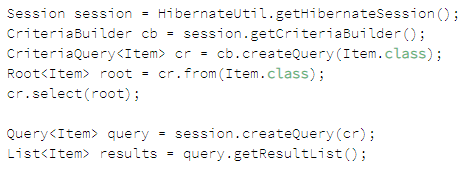 Session session = HibernateUtil.getHibernateSession();
CriteriaBuilder cb = session.getCriteriaBuilder();
CriteriaQuery<Item> cr = cb.createQuery(Item.class);
Root<Item> root = cr.from(Item.class);
cr.select(root);

Query<Item> query = session.createQuery(cr);
List<Item> results = query.getResultList();